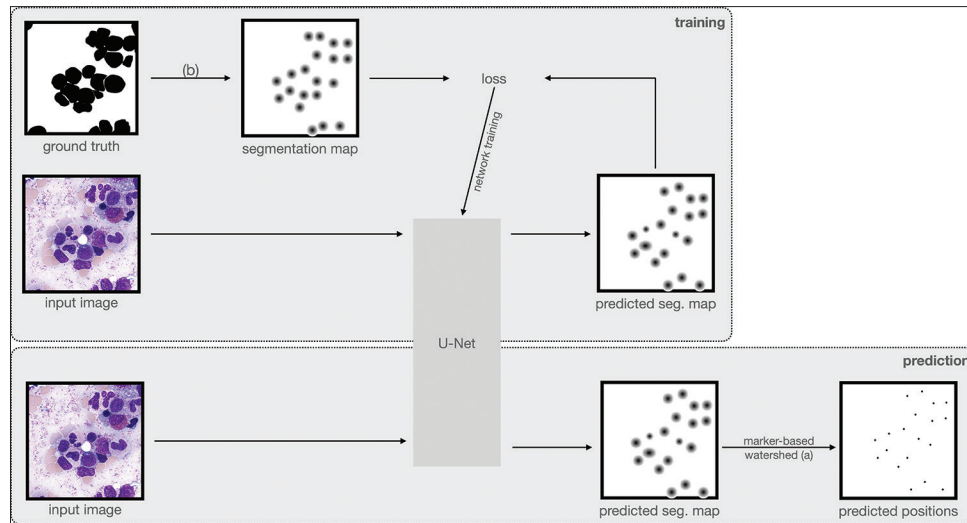 training
(b)
loss
ground truth
segmentation map
network training
input image
predicted seg. map
U-Net
prediction
marker-based
watershed (a)
input image
predicted seg. map
predicted positions